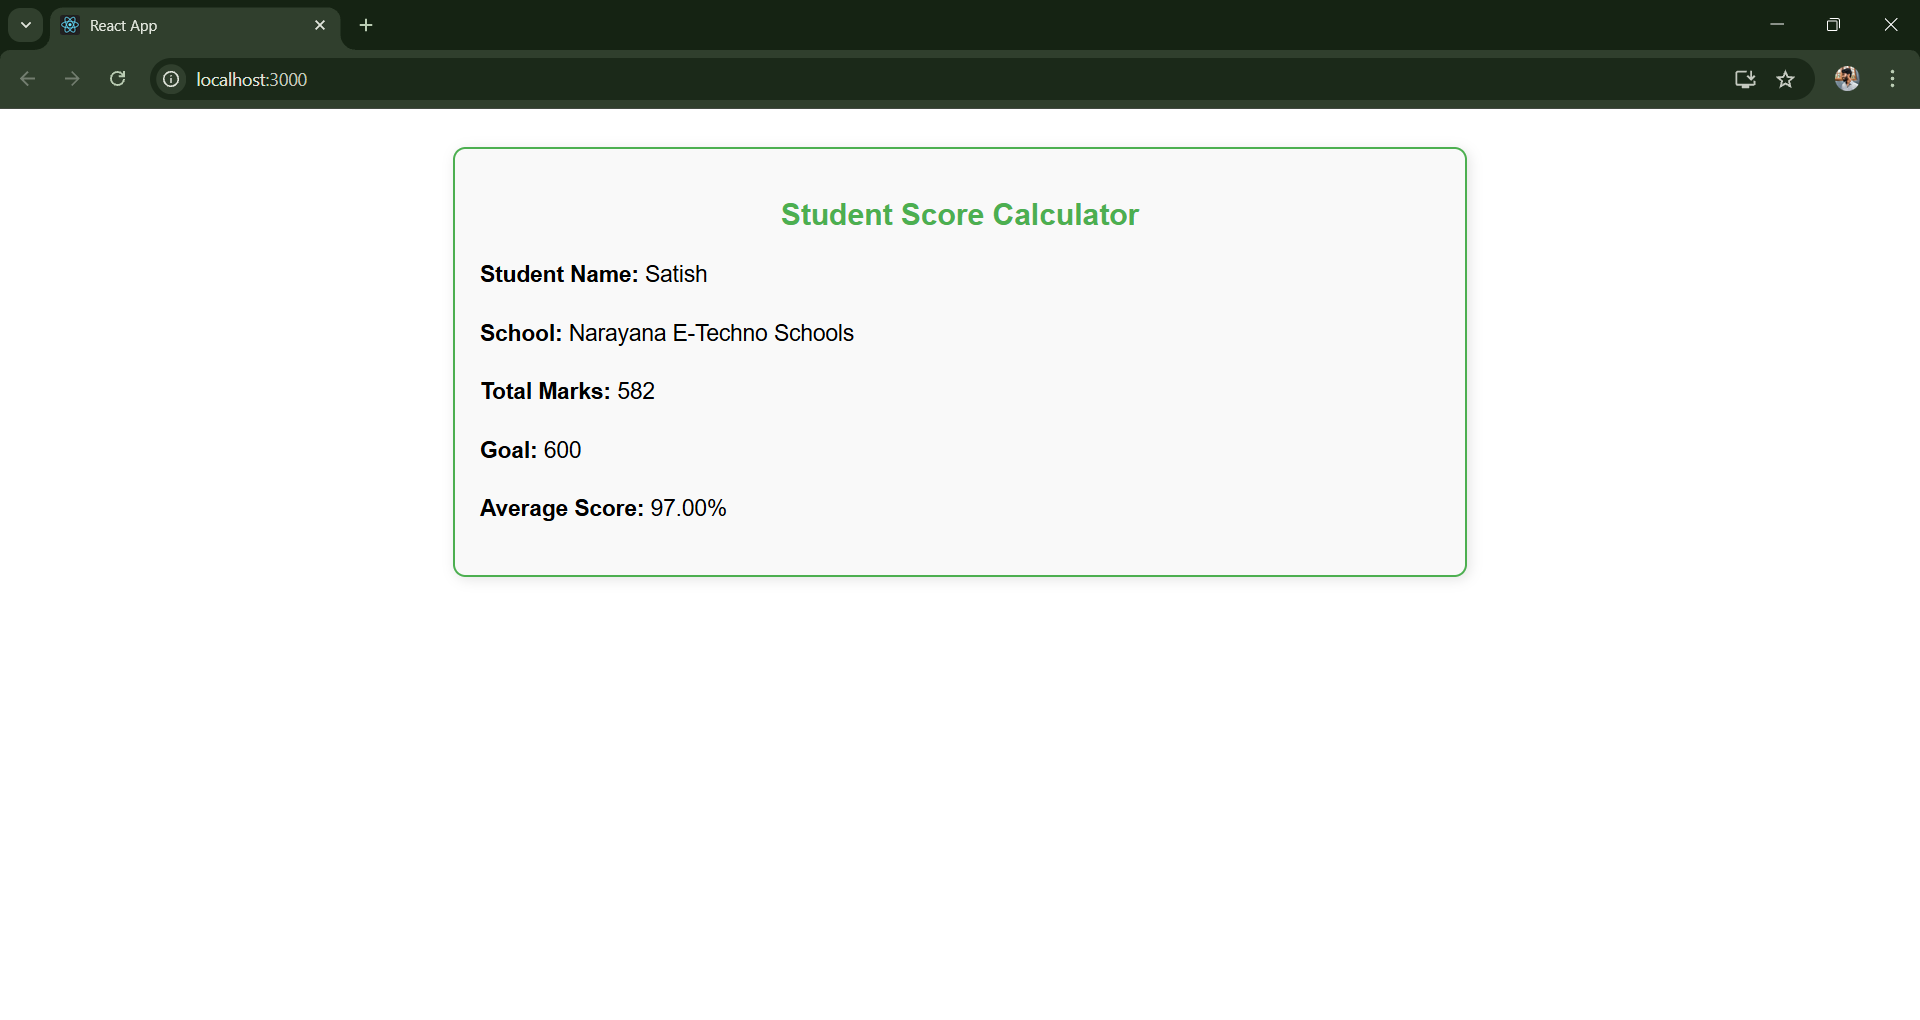 React App
localhost:3000
Student Score Calculator
Student Name: Satish
School: Narayana E-Techno Schools
Total Marks: 582
Goal: 600
Average Score: 97.00%